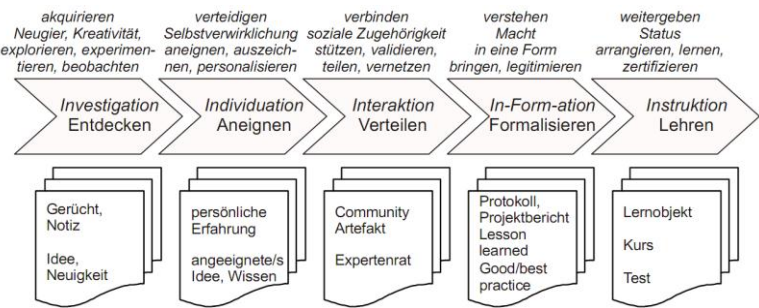 akquirieren
Neugier, Kreativität,
explorieren, experimen-
tieren, beobachten
verteidigen
Selbstverwirklichung
aneignen, auszeich-
nen, personalisieren
verbinden
soziale Zugehörigkeit
stützen, validieren,
teilen, vernetzen
verstehen
Macht
in eine Form
bringen, legitimieren
weitergeben
Status
arrangieren, lernen,
zertifizieren
Investigation
Entdecken
Individuation
Aneignen
Interaktion
Verteilen
In-Form-ation
Formalisieren
Instruktion
Lehren
Gerücht,
Notiz
Idee,
Neuigkeit
persönliche
Erfahrung
angeeignete/s
Idee, Wissen
Community
Artefakt
Expertenrat
Protokoll,
Projektbericht
Lesson
learned
Good/best
practice
Lernobjekt
Kurs
Test